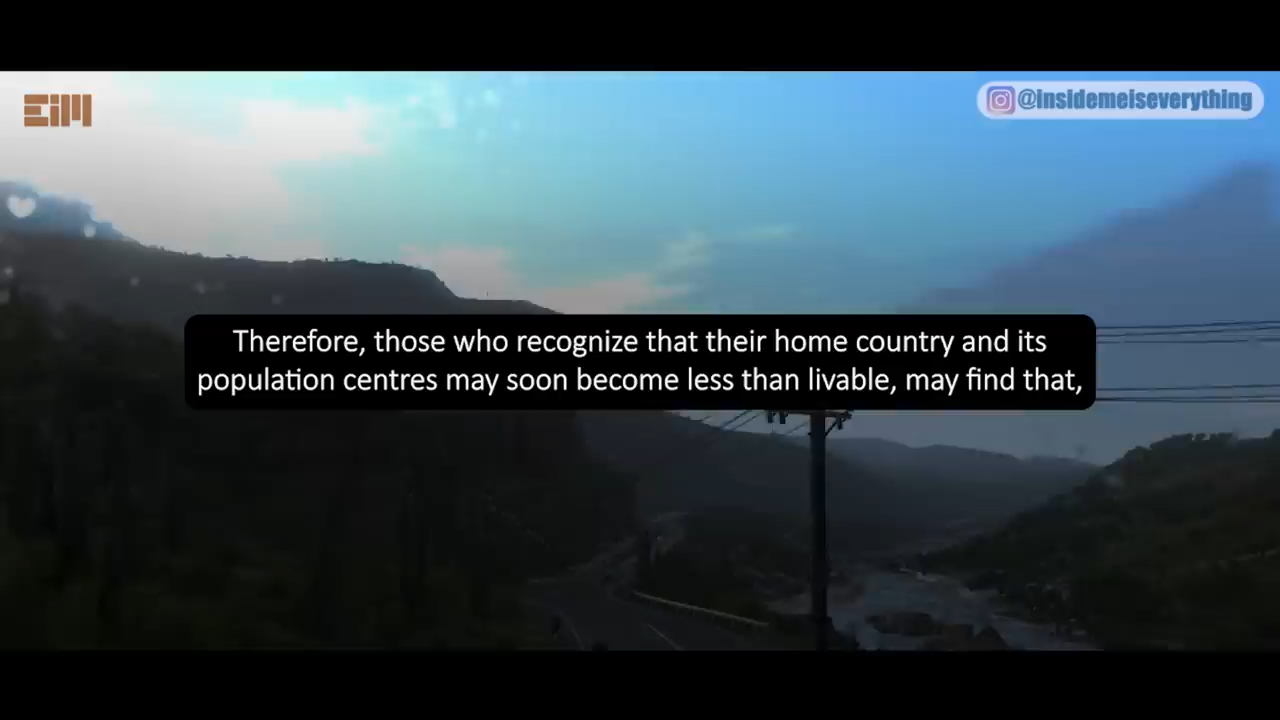 EiM
@insidemeiseverything
Therefore, those who recognize that their home country and its
population centres may soon become less than livable, may find that,